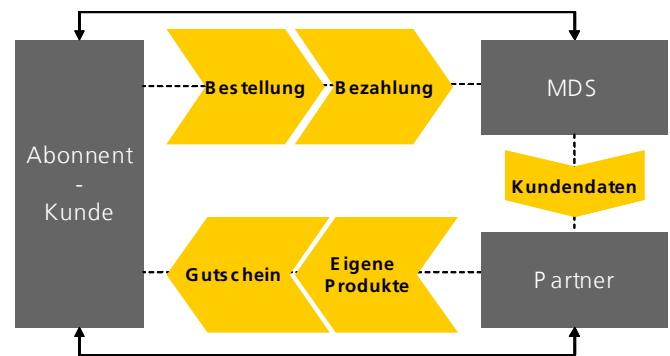 Abonnent
-
Kunde
Bestellung
Bezahlung
MDS
Kundendaten
Gutschein
Eigene
Produkte
Partner